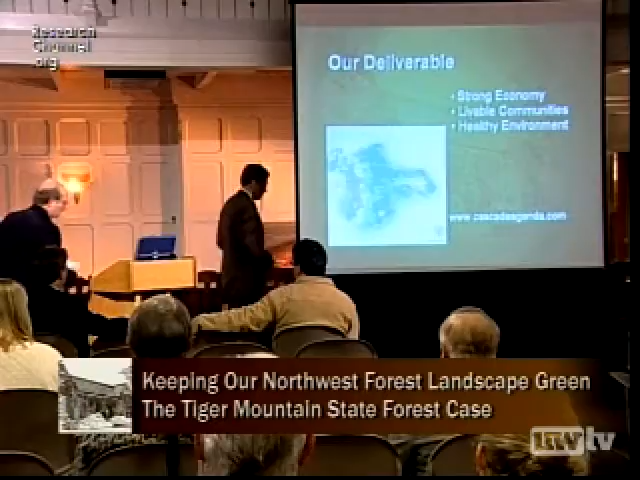 Research
Channel
.org
Our Deliverable
• Strong Economy
• Livable Communities
• Healthy Environment
www.cascadeagenda.com
Keeping Our Northwest Forest Landscape Green
The Tiger Mountain State Forest Case
uwtv